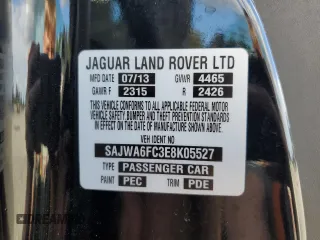 JAGUAR LAND ROVER LTD
MFD DATE 07/13 GVWR 4465
GAWR F 2315 R 2426
THIS VEHICLE CONFORMS TO ALL APPLICABLE FEDERAL MOTOR
VEHICLE SAFETY, BUMPER, AND THEFT PREVENTION STANDARDS
IN EFFECT ON THE DATE OF MANUFACTURE
SHOWN ABOVE.
VEH IDENT NO
SAJWA6FC3E8K05527
TYPE PASSENGER CAR
PAINT PEC TRIM PDE